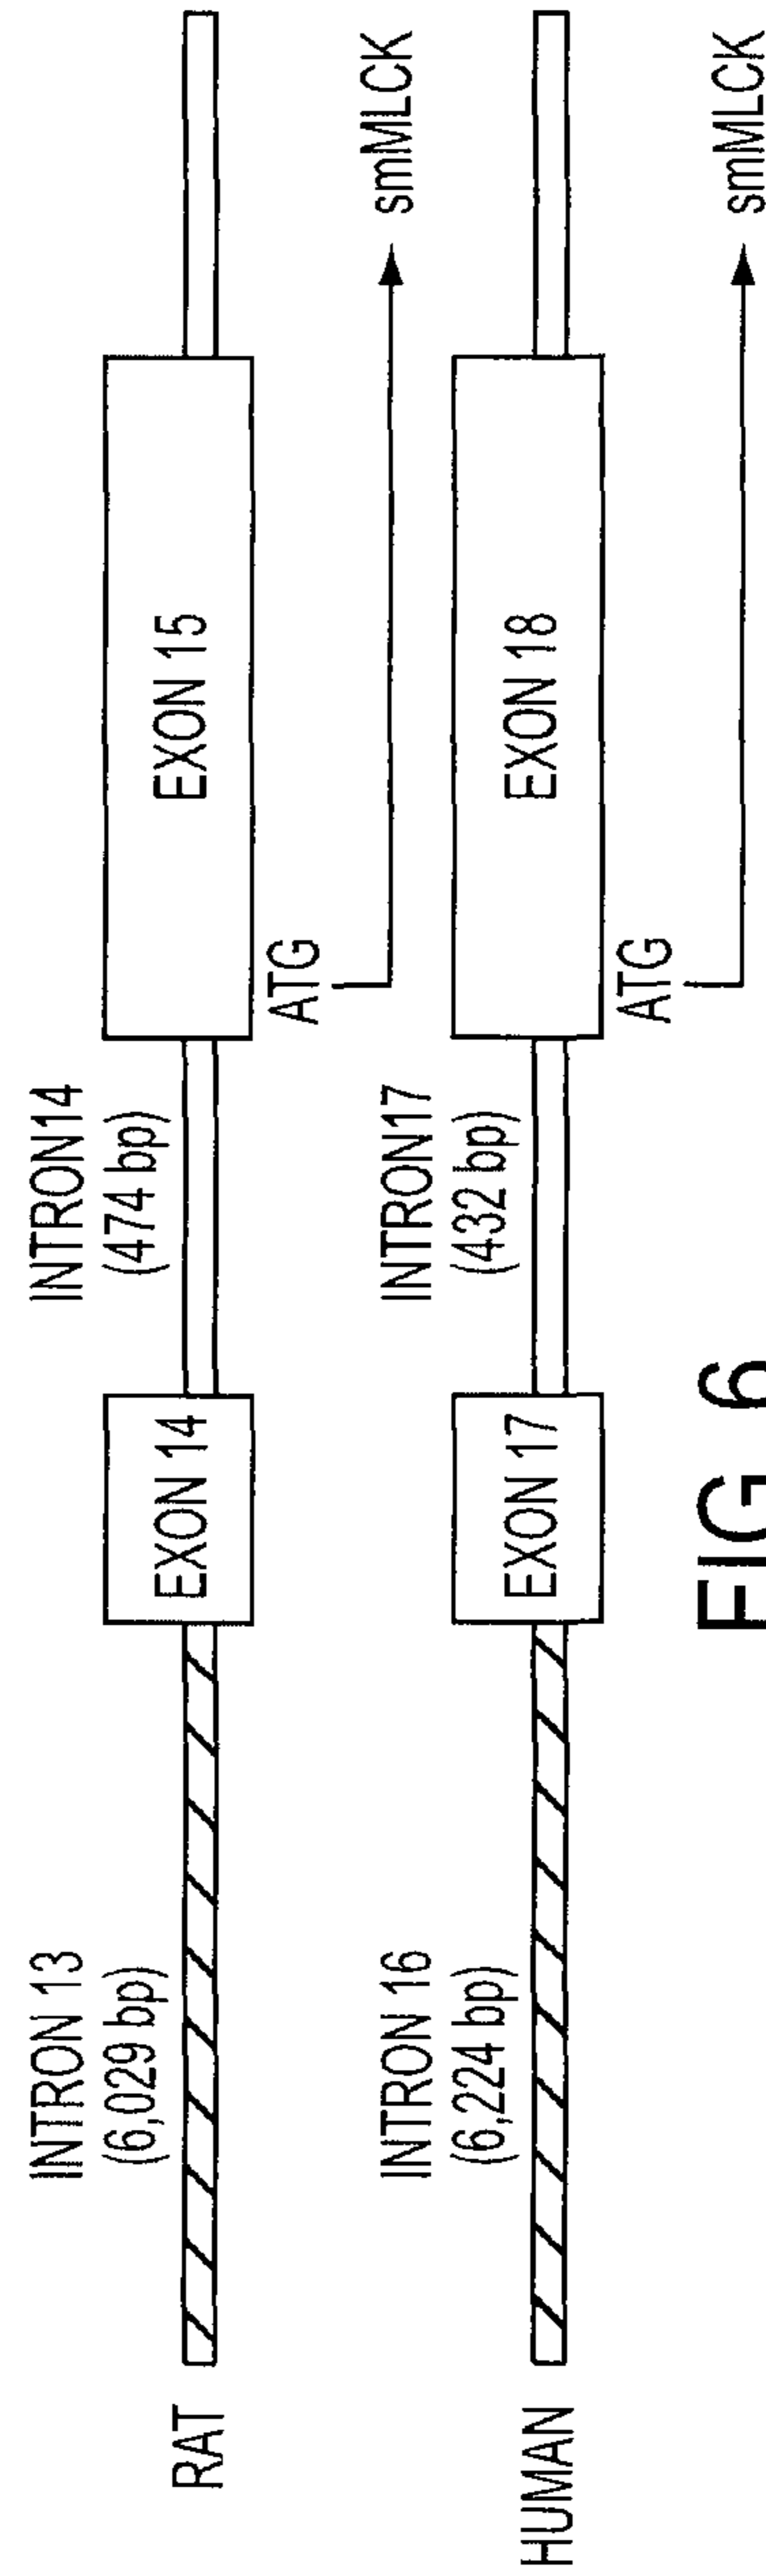 INTRON 13
(6,029 bp)
INTRON14
(474 bp)
RAT
EXON 14
EXON 15
ATG
smMLCK
INTRON 16
(6,224 bp)
INTRON17
(432 bp)
HUMAN
EXON 17
EXON 18
ATG
smMLCK
FIG. 6